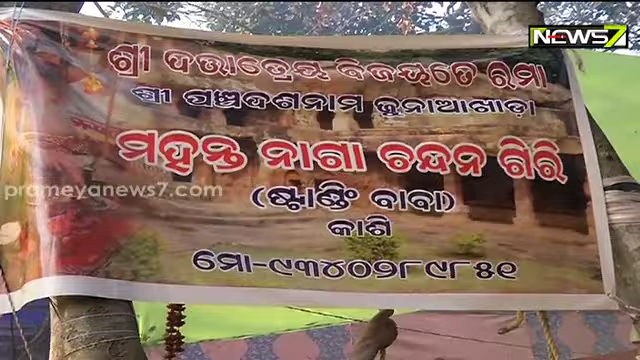 NEWS7
ଶ୍ରୀ ଦତ୍ତାତ୍ରେୟ ବିଜୟତେ ରମା
ଶ୍ରୀ ପଞ୍ଚଦଶନାମ ଜୁନାଆଖାଡ଼ା
ମହନ୍ତ ନାଗା ଚନ୍ଦନ ଗିରି
prameyanews7.com
(ଷ୍ଟାଣ୍ଡିଂ ବାବା)
କାଶି
ମୋ-୯୩୪୦୨୮୯୮୫୧